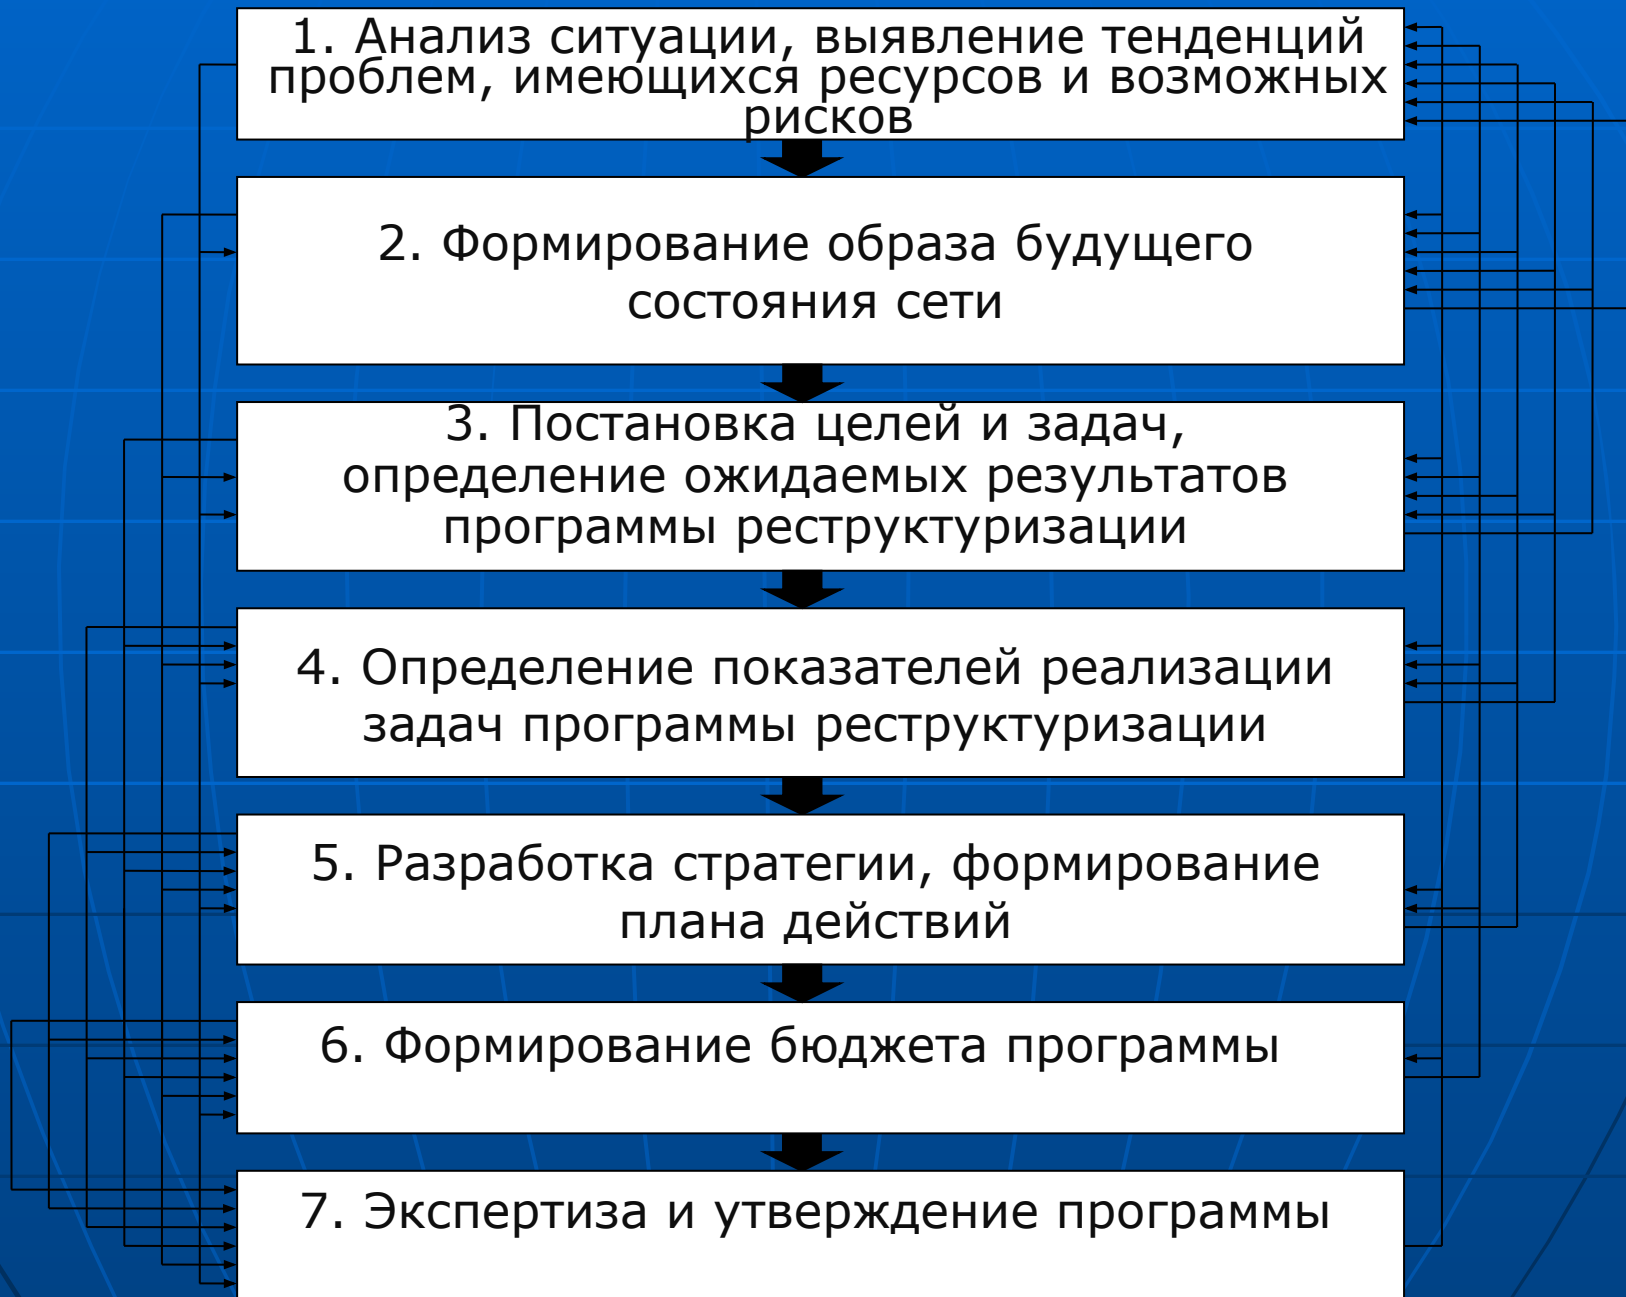 1. Анализ ситуации, выявление тенденций
проблем, имеющихся ресурсов и возможных
рисков
2. Формирование образа будущего
состояния сети
3. Постановка целей и задач,
определение ожидаемых результатов
программы реструктуризации
4. Определение показателей реализации
задач программы реструктуризации
5. Разработка стратегии, формирование
плана действий
6. Формирование бюджета программы
7. Экспертиза и утверждение программы